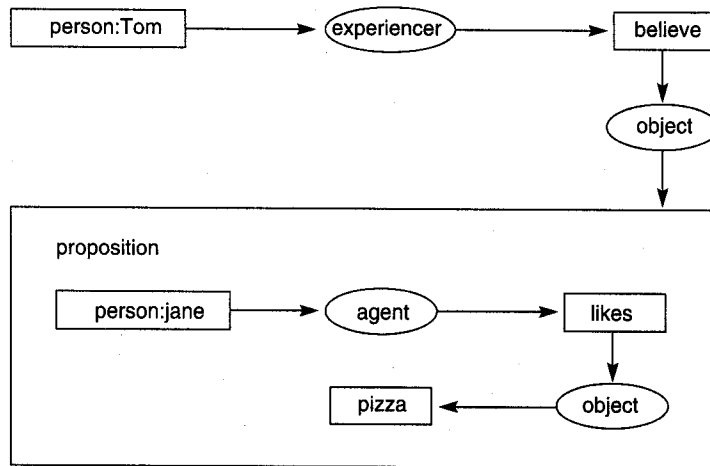 person:Tom
experiencer
believe
object
proposition
person:jane
agent
likes
pizza
object